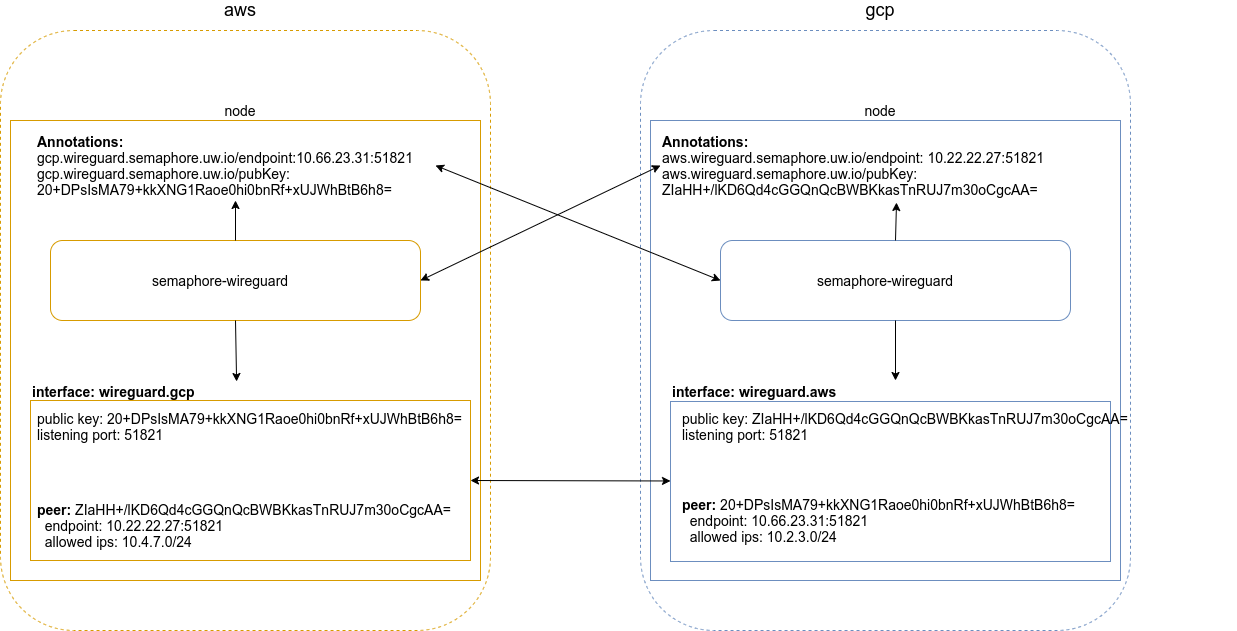 aws
node
Annotations:
gcp.wireguard.semaphore.uw.io/endpoint:10.66.23.31:51821
gcp.wireguard.semaphore.uw.io/pubKey:
20+DPsIsMA79+kkXNG1Raoe0hi0bnRf+xUJWhBtB6h8=
semaphore-wireguard
interface: wireguard.gcp
public key: 20+DPsIsMA79+kkXNG1Raoe0hi0bnRf+xUJWhBtB6h8=
listening port: 51821
peer: ZIaHH+/lKD6Qd4cGGQnQcBWBKkasTnRUJ7m30oCgcAA=
endpoint: 10.22.22.27:51821
allowed ips: 10.4.7.0/24
gcp
node
Annotations:
aws.wireguard.semaphore.uw.io/endpoint: 10.22.22.27:51821
aws.wireguard.semaphore.uw.io/pubKey:
ZIaHH+/lKD6Qd4cGGQnQcBWBKkasTnRUJ7m30oCgcAA=
semaphore-wireguard
interface: wireguard.aws
public key: ZIaHH+/lKD6Qd4cGGQnQcBWBKkasTnRUJ7m30oCgcAA=
listening port: 51821
peer: 20+DPsIsMA79+kkXNG1Raoe0hi0bnRf+xUJWhBtB6h8=
endpoint: 10.66.23.31:51821
allowed ips: 10.2.3.0/24